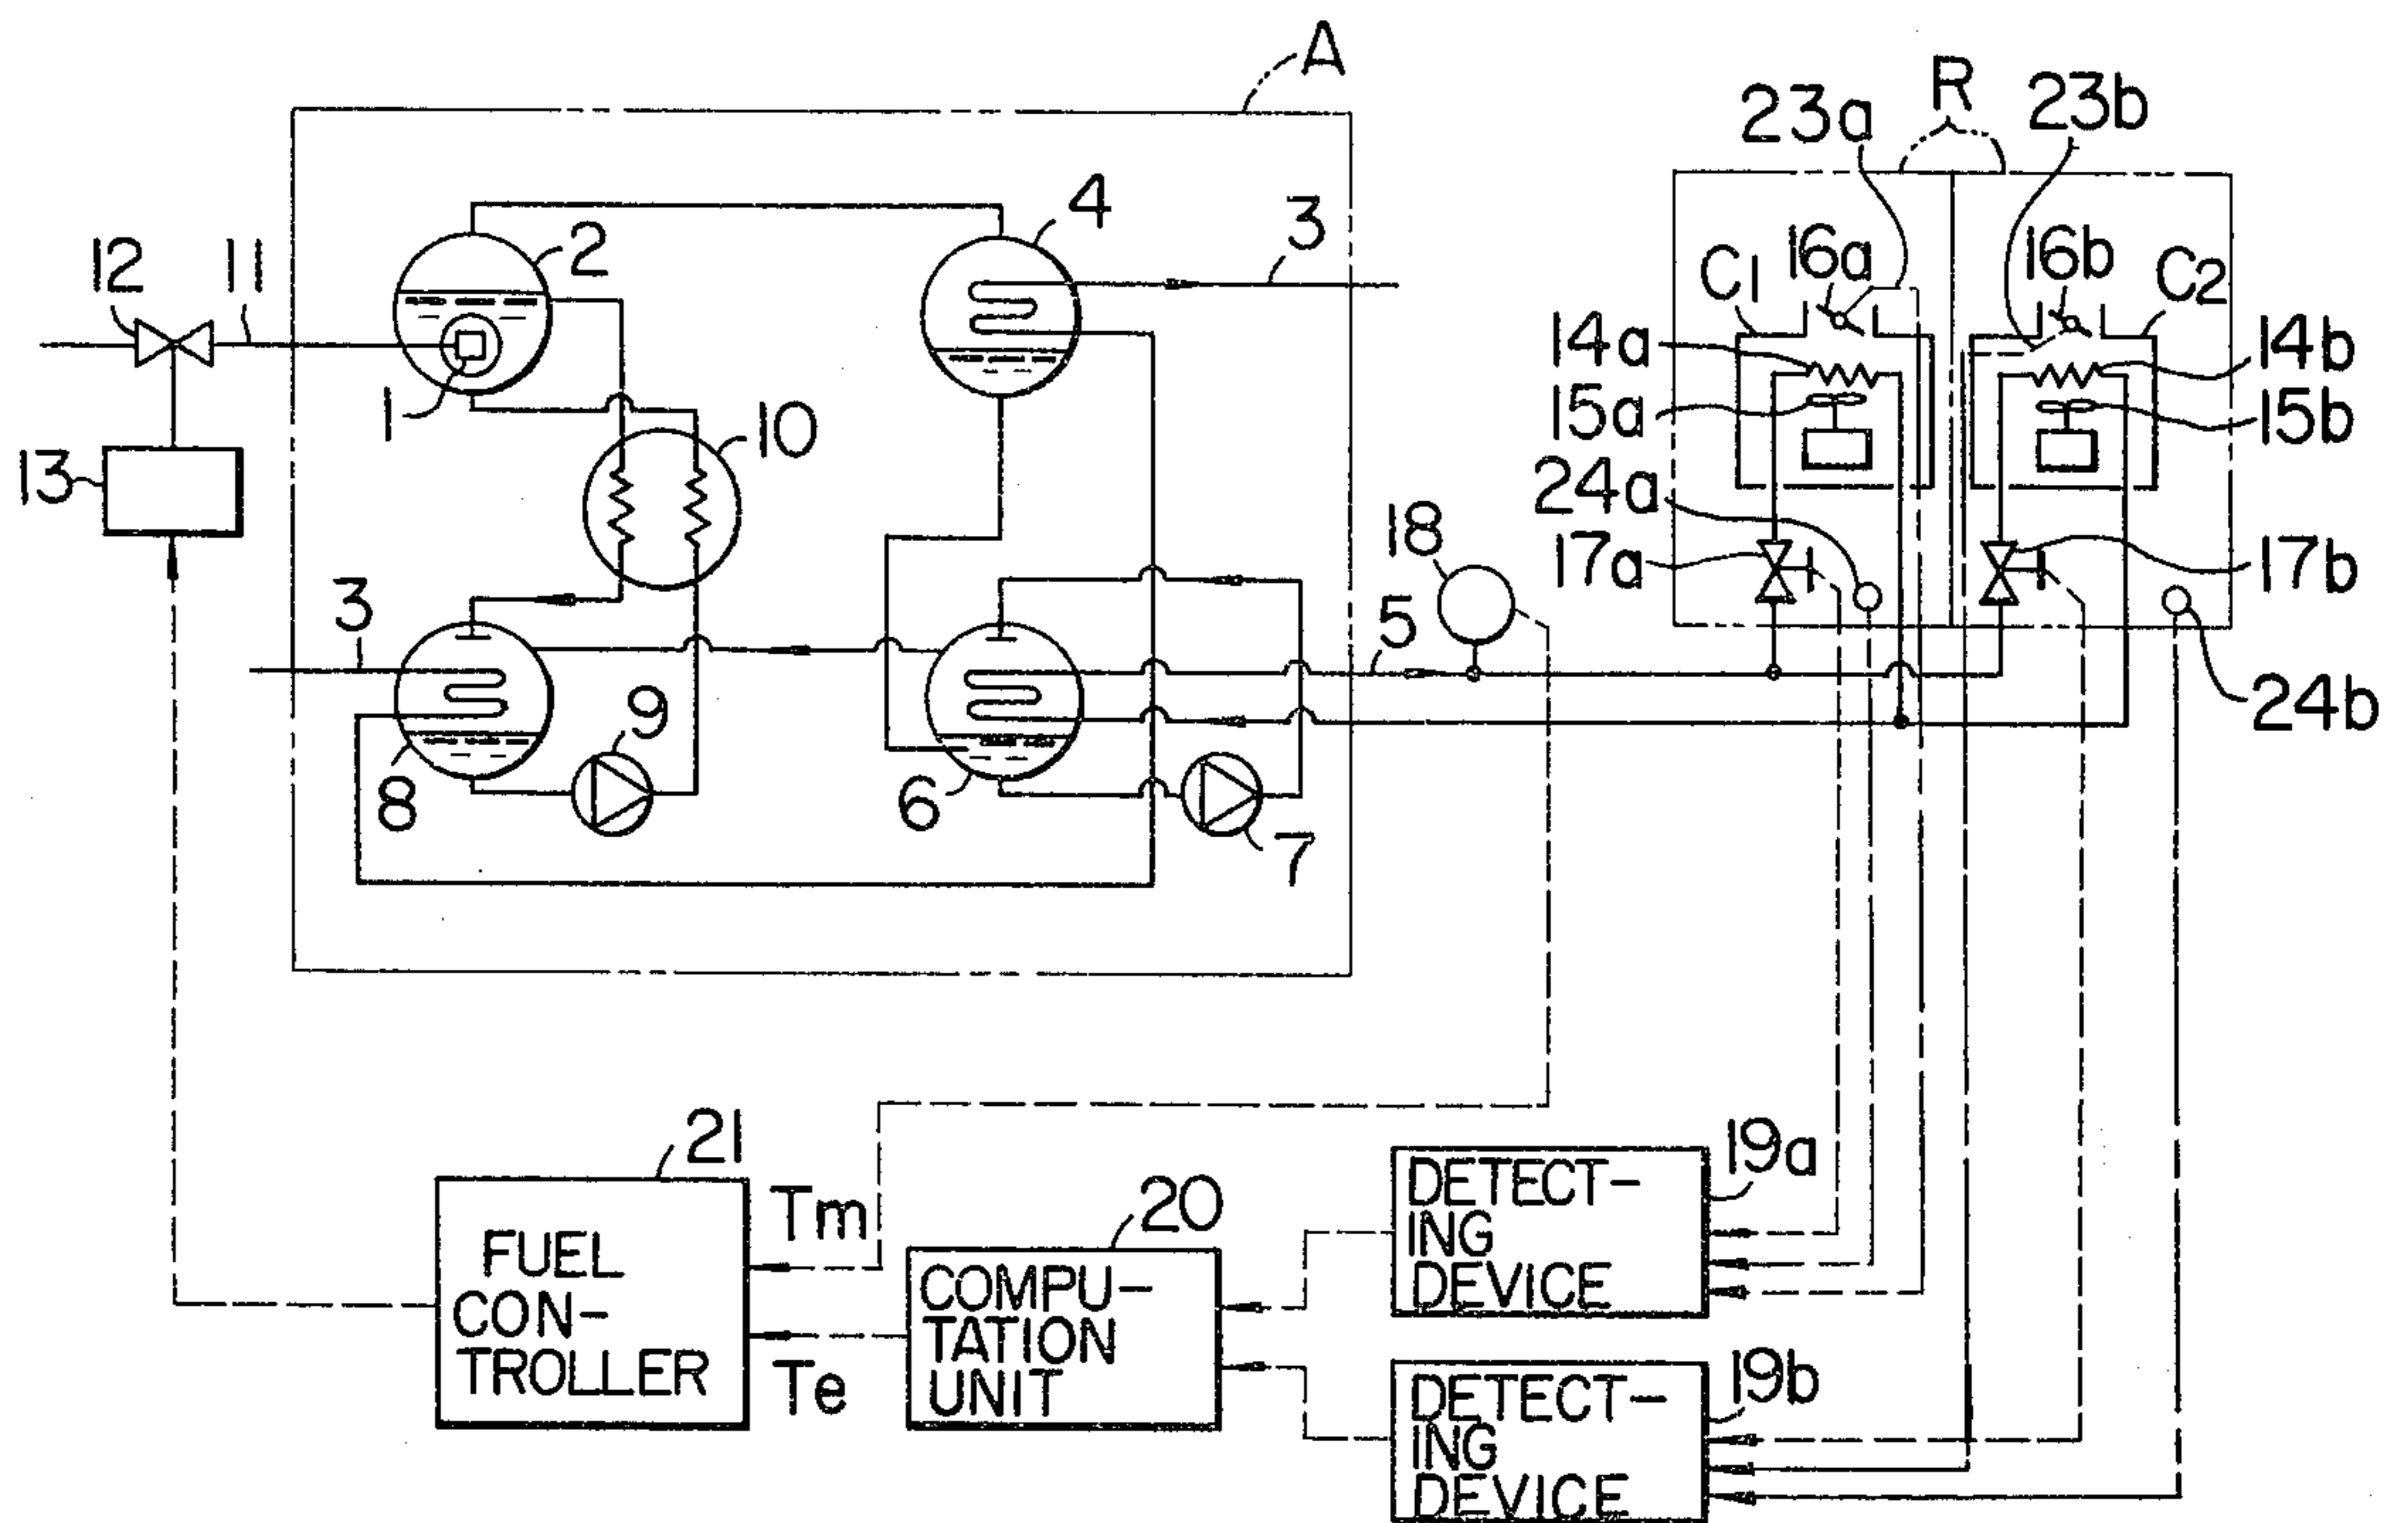 A
R
23a
23b
4
3
2
16a
16b
C1
C2
12
11
14a
14b
1
10
15a
15b
13
24a
18
17a
17b
3
5
9
24b
8
6
7
21
Tm
20
19a
DETECT-
ING
DEVICE
FUEL
CON-
TROLLER
COMPU-
TATION
UNIT
Te
19b
DETECT-
ING
DEVICE